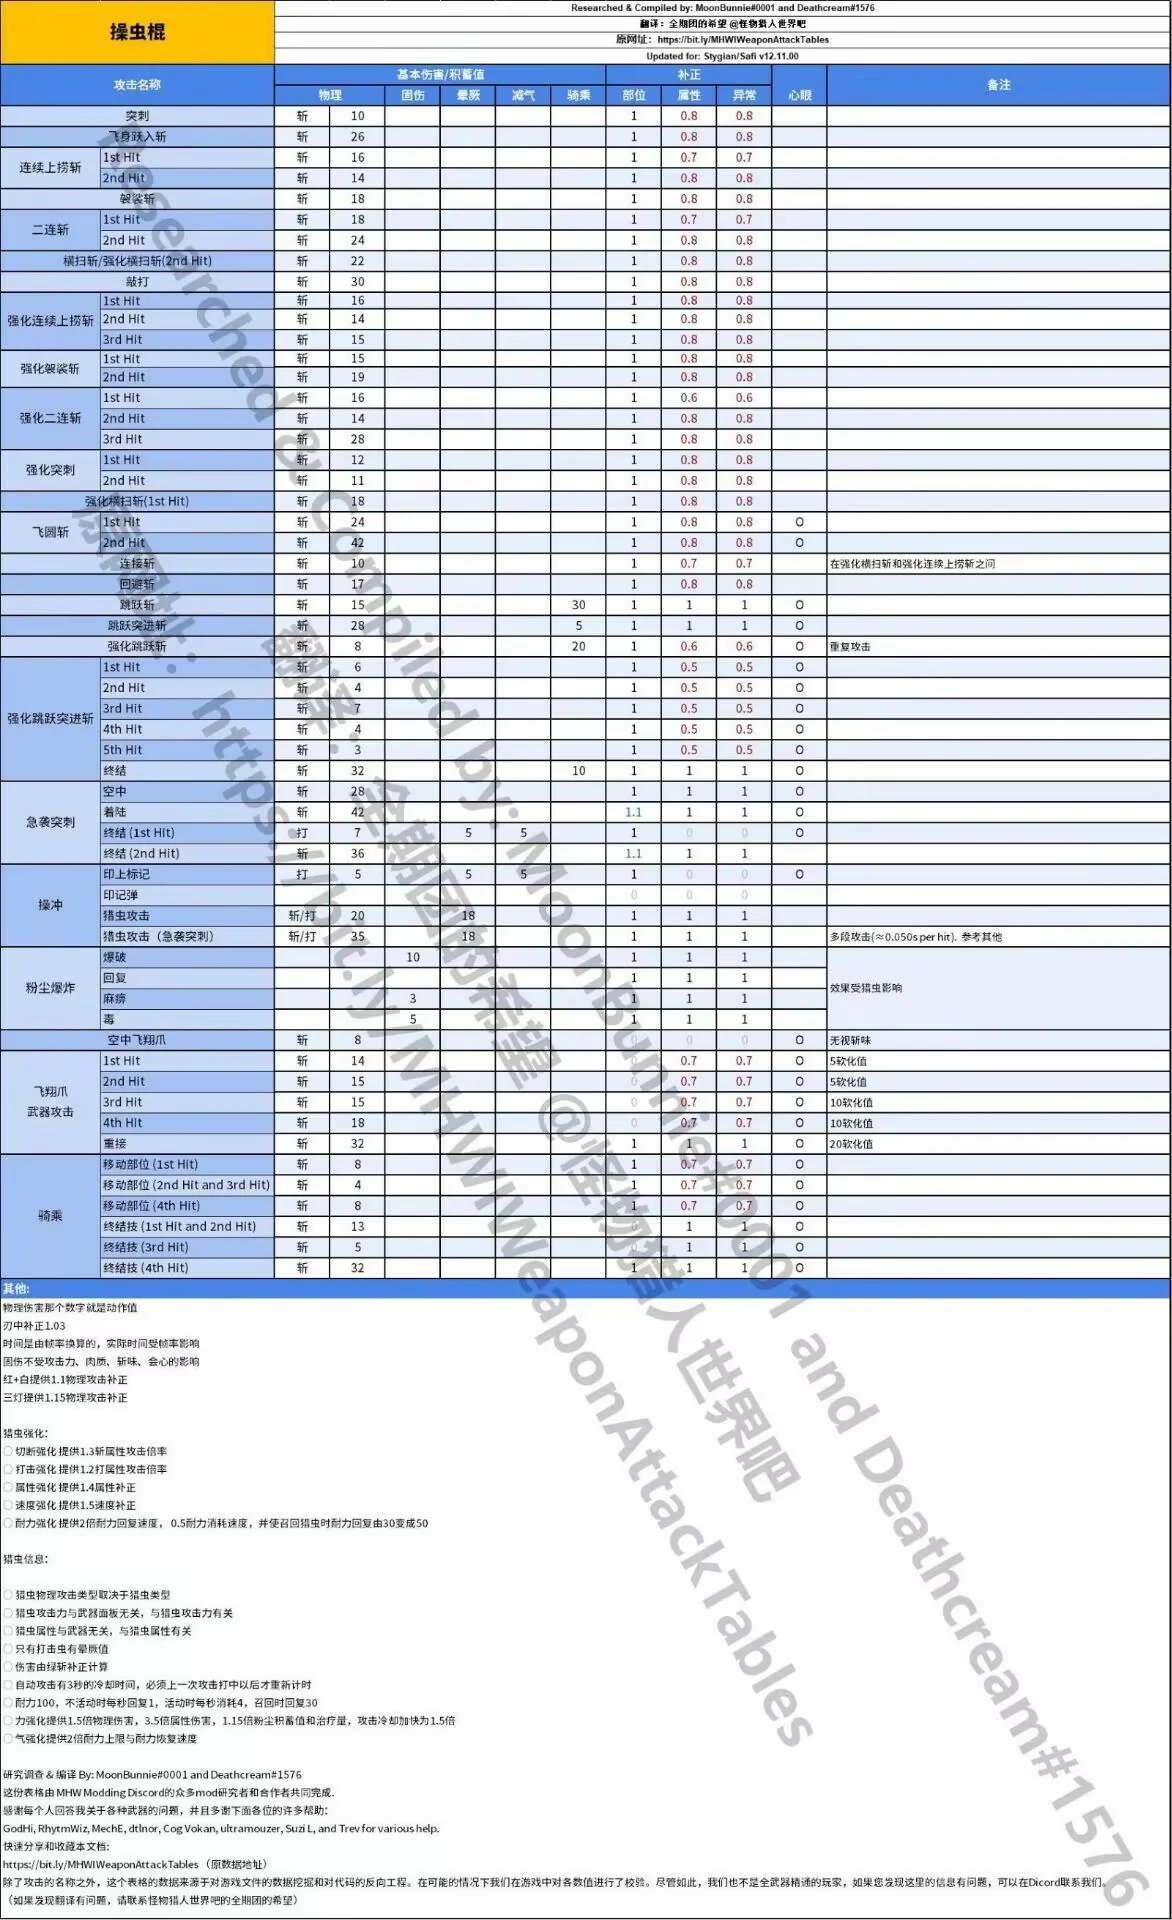 操虫棍
Researched & Compiled by: MoonBunnie#0001 and Deathcream#1576
翻译：全期团的希望 @怪物猎人世界吧
原网址：https://bit.ly/MHWIWeaponAttackTables
Updated for: Stygian/Safi v12.11.00
攻击名称 基本伤害/积蓄值 补正 心眼 备注
物理 固伤 晕厥 减气 骑乘 部位 属性 异常
突刺 斩 10 1 0.8 0.8
飞身跃入斩 斩 26 1 0.8 0.8
连续上捞斩 1st Hit 斩 16 1 0.7 0.7
2nd Hit 斩 14 1 0.8 0.8
袈裟斩 斩 18 1 0.8 0.8
二连斩 1st Hit 斩 18 1 0.7 0.7
2nd Hit 斩 24 1 0.8 0.8
横扫斩/强化横扫斩(2nd Hit) 斩 22 1 0.8 0.8
敲打 斩 30 1 0.8 0.8
强化连续上捞斩 1st Hit 斩 16 1 0.8 0.8
2nd Hit 斩 14 1 0.8 0.8
3rd Hit 斩 15 1 0.8 0.8
强化袈裟斩 1st Hit 斩 15 1 0.8 0.8
2nd Hit 斩 19 1 0.8 0.8
强化二连斩 1st Hit 斩 16 1 0.6 0.6
2nd Hit 斩 14 1 0.8 0.8
3rd Hit 斩 28 1 0.8 0.8
强化突刺 1st Hit 斩 12 1 0.8 0.8
2nd Hit 斩 11 1 0.8 0.8
强化横扫斩(1st Hit) 斩 18 1 0.8 0.8
飞圆斩 1st Hit 斩 24 1 0.8 0.8 O
2nd Hit 斩 42 1 0.8 0.8 O
连接斩 斩 10 1 0.7 0.7 在强化横扫斩和强化连续上捞斩之间
回避斩 斩 17 1 0.8 0.8
跳跃斩 斩 15 30 1 1 1 O
跳跃突进斩 斩 28 5 1 1 1 O
强化跳跃斩 斩 8 20 1 0.6 0.6 O 重复攻击
强化跳跃突进斩 1st Hit 斩 6 1 0.5 0.5 O
2nd Hit 斩 4 1 0.5 0.5 O
3rd Hit 斩 7 1 0.5 0.5 O
4th Hit 斩 4 1 0.5 0.5 O
5th Hit 斩 3 1 0.5 0.5 O
终结 斩 32 10 1 1 1 O
急袭突刺 空中 斩 28 1 1 1 O
着陆 斩 42 1.1 1 1 O
终结 (1st Hit) 打 7 5 5 1 0 0 O
终结 (2nd Hit) 斩 36 1.1 1 1
操冲 印上标记 打 5 5 5 1 0 0 O
印记弹 0 0 0
猎虫攻击 斩/打 20 18 1 1 1
猎虫攻击（急袭突刺） 斩/打 35 18 1 1 1 多段攻击(≈0.050s per hit). 参考其他
粉尘爆炸 爆破 10 1 1 1 效果受猎虫影响
回复 1 1 1
麻痹 3 1 1 1
毒 5 1 1 1
空中飞翔爪 斩 8 0 0 0 O 无视斩味
飞翔爪
武器攻击 1st Hit 斩 14 0 0.7 0.7 O 5软化值
2nd Hit 斩 15 0 0.7 0.7 O 5软化值
3rd Hit 斩 15 0 0.7 0.7 O 10软化值
4th Hit 斩 18 0 0.7 0.7 O 10软化值
重接 斩 32 1 1 1 O 20软化值
骑乘 移动部位 (1st Hit) 斩 8 1 0.7 0.7 O
移动部位 (2nd Hit and 3rd Hit) 斩 4 1 0.7 0.7 O
移动部位 (4th Hit) 斩 8 1 0.7 0.7 O
终结技 (1st Hit and 2nd Hit) 斩 13 0 1 1 O
终结技 (3rd Hit) 斩 5 0 1 1 O
终结技 (4th Hit) 斩 32 1 1 1 O
其他:
物理伤害那个数字就是动作值
刃中补正1.03
时间是由帧率换算的，实际时间受帧率影响
固伤不受攻击力、肉质、斩味、会心的影响
红+白提供1.1物理攻击补正
三灯提供1.15物理攻击补正
猎虫强化：
〇 切断强化 提供1.3斩属性攻击倍率
〇 打击强化 提供1.2打属性攻击倍率
〇 属性强化 提供1.4属性补正
〇 速度强化 提供1.5速度补正
〇 耐力强化 提供2倍耐力回复速度，0.5耐力消耗速度，并使召回猎虫时耐力回复由30变成50
猎虫信息：
〇 猎虫物理攻击类型取决于猎虫类型
〇 猎虫攻击力与武器面板无关，与猎虫攻击力有关
〇 猎虫属性与武器无关，与猎虫属性有关
〇 只有打击虫有晕厥值
〇 伤害由绿斩补正计算
〇 自动攻击有3秒的冷却时间，必须上一次攻击打中以后才重新计时
〇 耐力100，不活动时每秒回复1，活动时每秒消耗4，召回时回复30
〇 力强化提供1.5倍物理伤害，3.5倍属性伤害，1.15倍粉尘积蓄值和治疗量，攻击冷却加快为1.5倍
〇 气强化提供2倍耐力上限与耐力恢复速度
研究调查 & 编译 By: MoonBunnie#0001 and Deathcream#1576
这份表格由 MHW Modding Discord的众多mod研究者和合作者共同完成.
感谢每个人回答我关于各种武器的问题，并且多谢下面各位的许多帮助：
GodHi, RhytmWiz, MechE, dtlnor, Cog Vokan, ultramouzer, Suzi L, and Trev for various help.
快速分享和收藏本文档:
https://bit.ly/MHWIWeaponAttackTables（原数据地址）
除了攻击的名称之外，这个表格的数据来源于对游戏文件的数据挖掘和对代码的反向工程。在可能的情况下我们在游戏中对各数值进行了校验。尽管如此，我们也不是全武器精通的玩家，如果您发现这里的信息有问题，可以在Dicord联系我们。
（如果发现翻译有问题，请联系怪物猎人世界吧的全期团的希望）
Researched & Compiled by: MoonBunnie#0001 and Deathcream#1576
翻译：全期团的希望 @怪物猎人世界吧
原网址：https://bit.ly/MHWIWeaponAttackTables